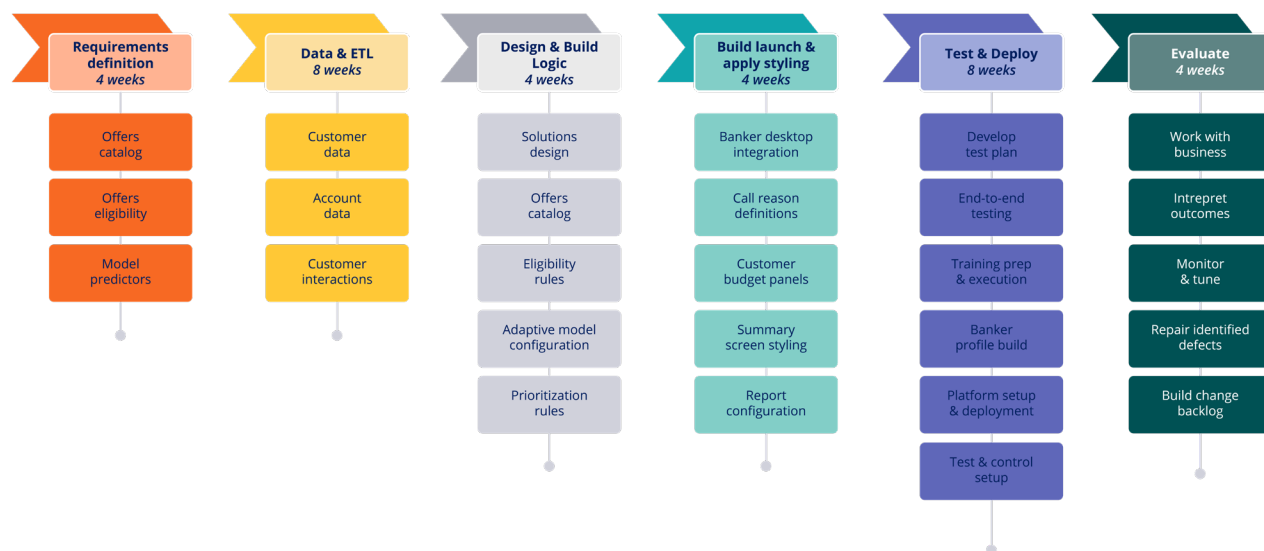 Requirements
definition
4 weeks
Offers
catalog
Offers
eligibility
Model
predictors
Data & ETL
8 weeks
Customer
data
Account
data
Customer
interactions
Design & Build
Logic
4 weeks
Solutions
design
Offers
catalog
Eligibility
rules
Adaptive model
configuration
Prioritization
rules
Build launch &
apply styling
4 weeks
Banker desktop
integration
Call reason
definitions
Customer
budget panels
Summary
screen styling
Report
configuration
Test & Deploy
8 weeks
Develop
test plan
End-to-end
testing
Training prep
& execution
Banker
profile build
Platform setup
& deployment
Test & control
setup
Evaluate
4 weeks
Work with
business
Intrepret
outcomes
Monitor
& tune
Repair identified
defects
Build change
backlog